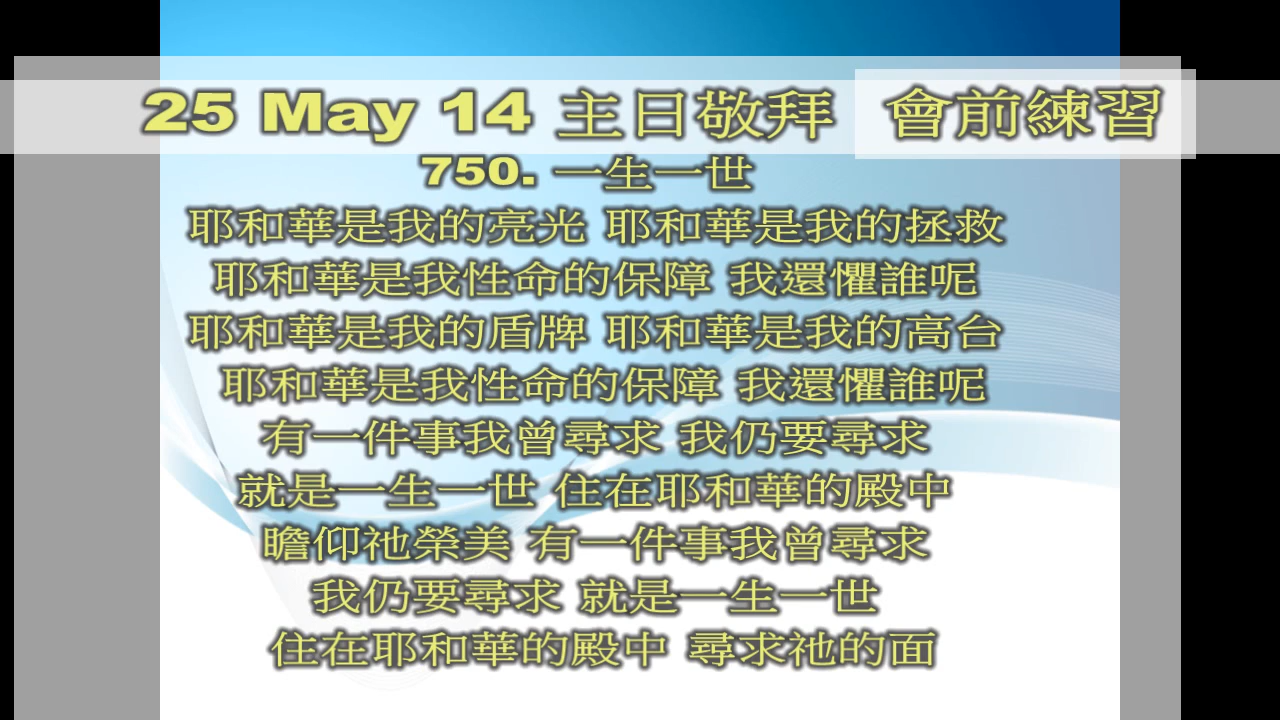 25 May 14 主日敬拜 會前練習
750. 一生一世
耶和華是我的亮光 耶和華是我的拯救
耶和華是我性命的保障 我還懼誰呢
耶和華是我的盾牌 耶和華是我的高台
耶和華是我性命的保障 我還懼誰呢
有一件事我曾尋求 我仍要尋求
就是一生一世 住在耶和華的殿中
瞻仰祂榮美 有一件事我曾尋求
我仍要尋求 就是一生一世
住在耶和華的殿中 尋求祂的面